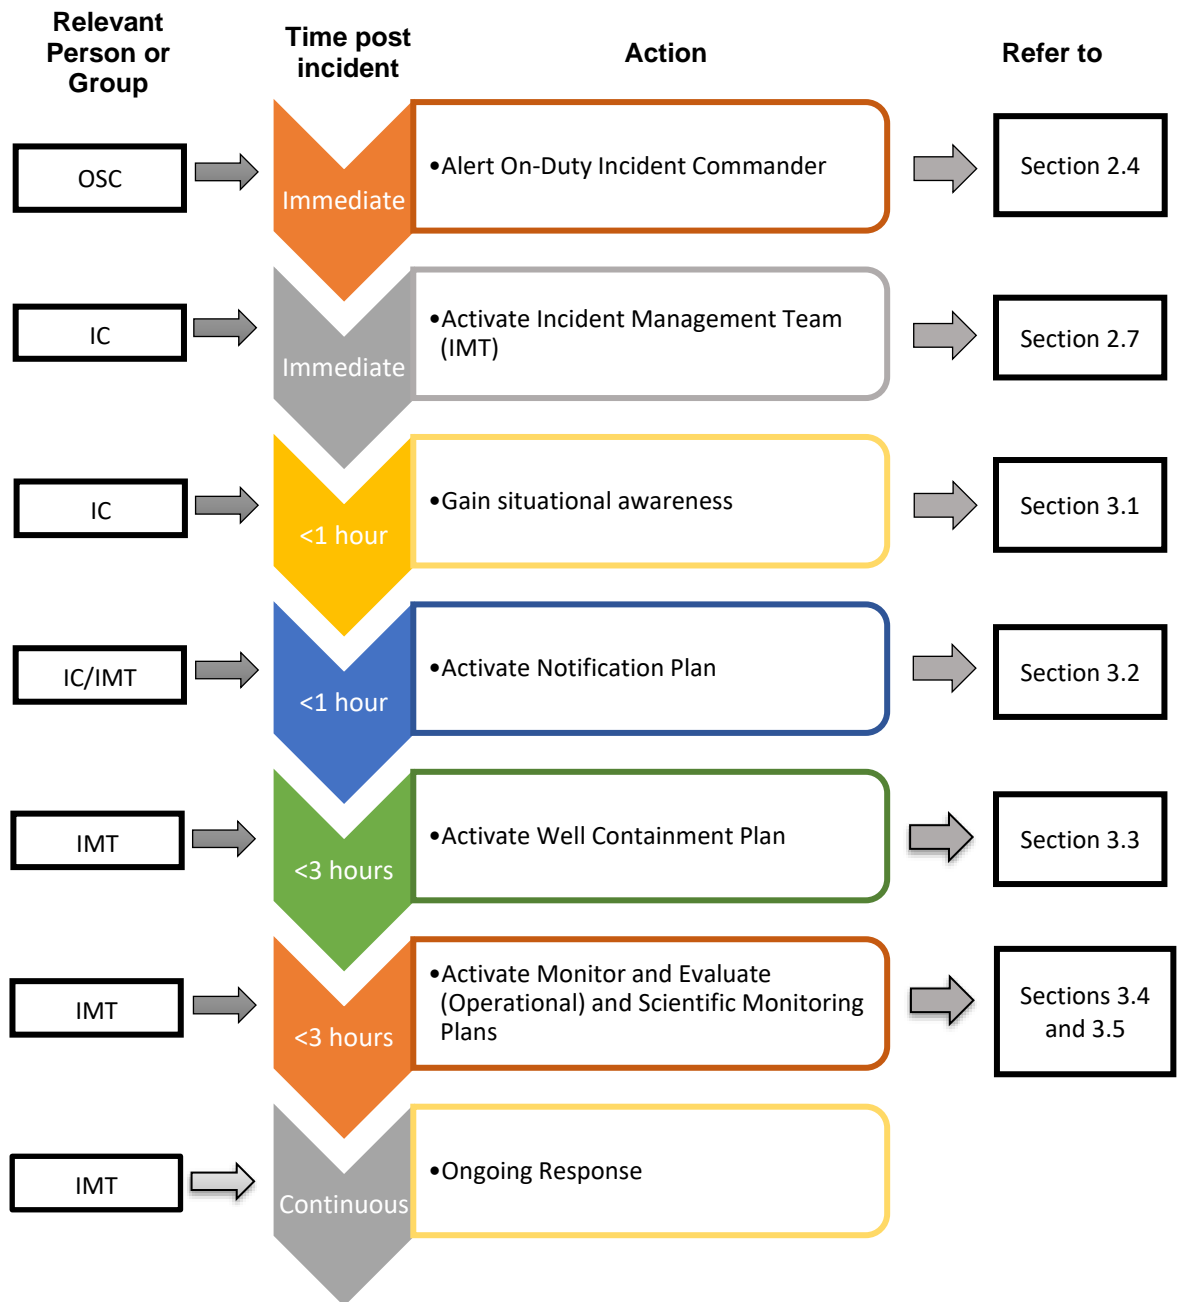 Relevant
Person or
Group
Time post
incident
Action
Refer to
OSC
Immediate
•Alert On-Duty Incident Commander
Section 2.4
IC
Immediate
•Activate Incident Management Team
(IMT)
Section 2.7
IC
<1 hour
•Gain situational awareness
Section 3.1
IC/IMT
<1 hour
•Activate Notification Plan
Section 3.2
IMT
<3 hours
•Activate Well Containment Plan
Section 3.3
IMT
<3 hours
•Activate Monitor and Evaluate
(Operational) and Scientific Monitoring
Plans
Sections 3.4
and 3.5
IMT
Continuous
•Ongoing Response